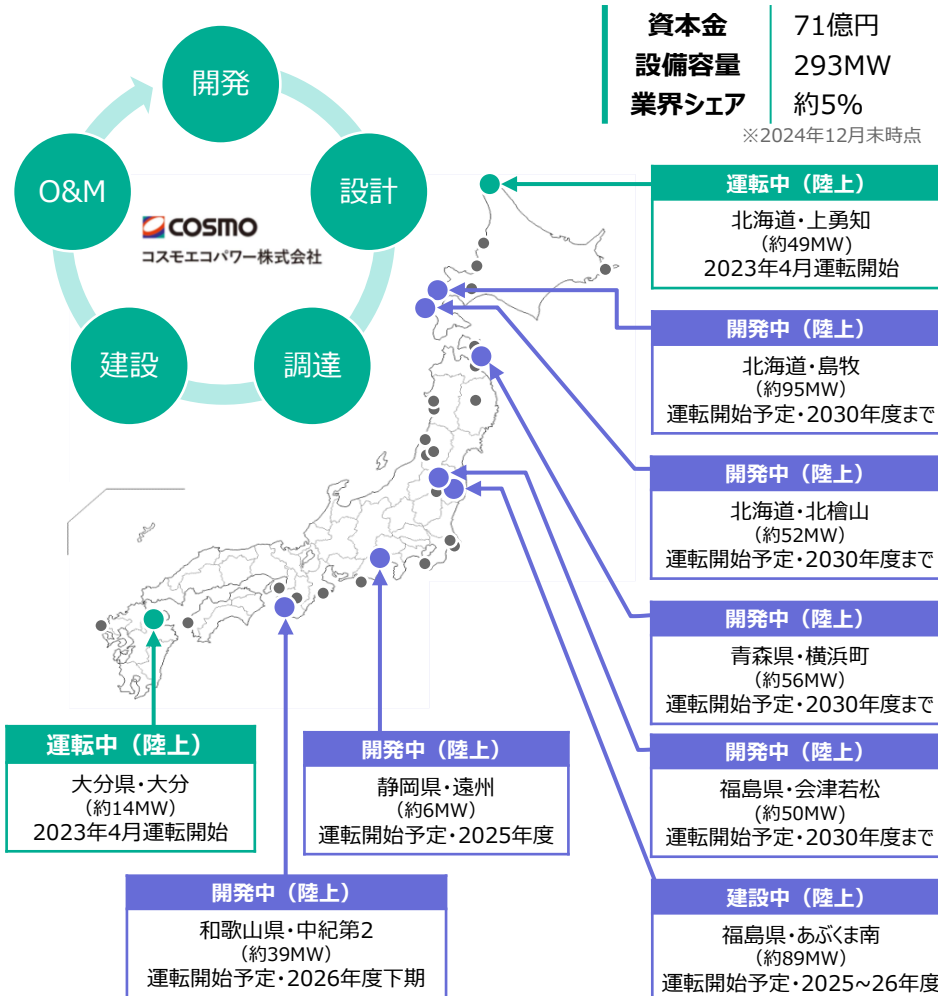 資本金 71億円
設備容量 293MW
業界シェア 約5%
※2024年12月末時点
開発
設計
調達
建設
O&M
COSMO
コスモエコパワー株式会社
運転中（陸上）
北海道・上勇知
(約49MW)
2023年4月運転開始
開発中（陸上）
北海道・島牧
(約95MW)
運転開始予定・2030年度まで
開発中（陸上）
北海道・北檜山
(約52MW)
運転開始予定・2030年度まで
開発中（陸上）
青森県・横浜町
(約56MW)
運転開始予定・2030年度まで
開発中（陸上）
福島県・会津若松
(約50MW)
運転開始予定・2030年度まで
建設中（陸上）
福島県・あぶくま南
(約89MW)
運転開始予定・2025~26年度
運転中（陸上）
大分県・大分
(約14MW)
2023年4月運転開始
開発中（陸上）
静岡県・遠州
(約6MW)
運転開始予定・2025年度
開発中（陸上）
和歌山県・中紀第2
(約39MW)
運転開始予定・2026年度下期